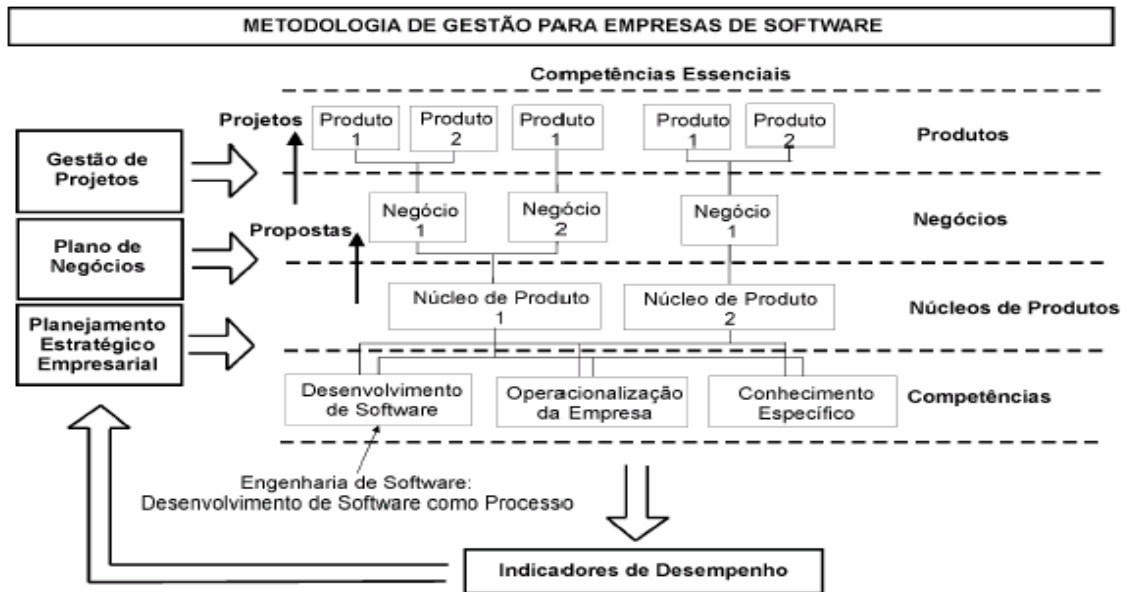 METODOLOGIA DE GESTÃO PARA EMPRESAS DE SOFTWARE
Competências Essenciais
Projetos
Produto
1
Produto
2
Produto
1
Produto
1
Produto
2
Produtos
Gestão de
Projetos
Negócio
1
Negócio
2
Negócio
1
Negócios
Propostas
Plano de
Negócios
Núcleo de Produto
1
Núcleo de Produto
2
Núcleos de Produtos
Planejamento
Estratégico
Empresarial
Desenvolvimento
de Software
Operacionalização
da Empresa
Conhecimento
Específico
Competências
Engenharia de Software:
Desenvolvimento de Software como Processo
Indicadores de Desempenho